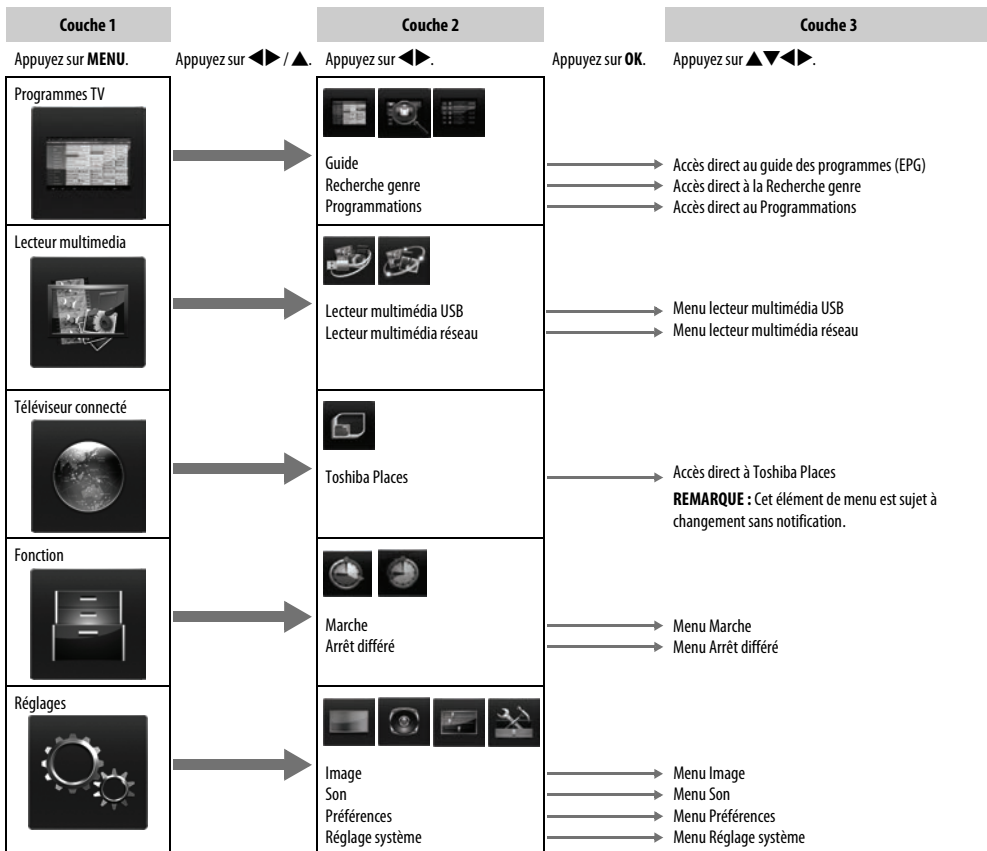 Couche 1
Couche 2
Couche 3
Appuyez sur MENU.
Appuyez sur ◀▶ / ▲.
Appuyez sur ◀▶.
Appuyez sur OK.
Appuyez sur ▲▼◀▶.
Programmes TV
Guide
Recherche genre
Programmations
Accès direct au guide des programmes (EPG)
Accès direct à la Recherche genre
Accès direct au Programmations
Lecteur multimedia
Lecteur multimédia USB
Lecteur multimédia réseau
Menu lecteur multimédia USB
Menu lecteur multimédia réseau
Téléviseur connecté
Toshiba Places
Accès direct à Toshiba Places
REMARQUE : Cet élément de menu est sujet à
changement sans notification.
Fonction
Marche
Arrêt différé
Menu Marche
Menu Arrêt différé
Réglages
Image
Son
Préférences
Réglage système
Menu Image
Menu Son
Menu Préférences
Menu Réglage système